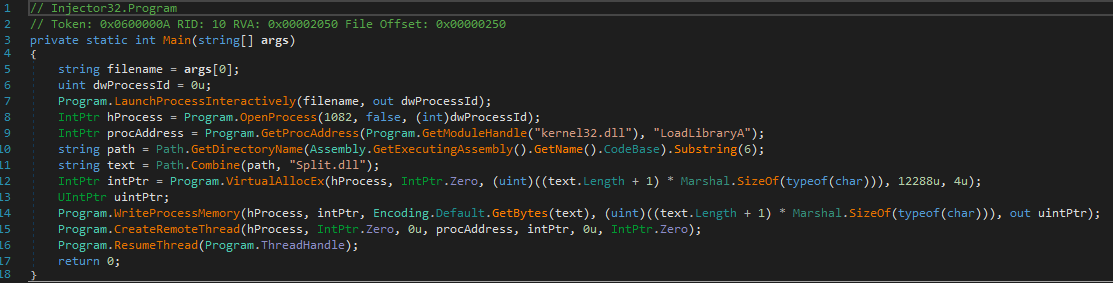 1 // Injector32.Program
2 // Token: 0x0600000A RID: 10 RVA: 0x00002050 File Offset: 0x00000250
3 private static int Main(string[] args)
4 {
5 string filename = args[0];
6 uint dwProcessId = 0u;
7 Program.LaunchProcessInteractively(filename, out dwProcessId);
8 IntPtr hProcess = Program.OpenProcess(1082, false, (int)dwProcessId);
9 IntPtr procAddress = Program.GetProcAddress(Program.GetModuleHandle("kernel32.dll"), "LoadLibraryA");
10 string path = Path.GetDirectoryName(Assembly.GetExecutingAssembly().GetName().CodeBase).Substring(6);
11 string text = Path.Combine(path, "Split.dll");
12 IntPtr intPtr = Program.VirtualAllocEx(hProcess, IntPtr.Zero, (uint)((text.Length + 1) * Marshal.SizeOf(typeof(char))), 12288u, 4u);
13 UIntPtr uintPtr;
14 Program.WriteProcessMemory(hProcess, intPtr, Encoding.Default.GetBytes(text), (uint)((text.Length + 1) * Marshal.SizeOf(typeof(char))), out uintPtr);
15 Program.CreateRemoteThread(hProcess, IntPtr.Zero, 0u, procAddress, intPtr, 0u, IntPtr.Zero);
16 Program.ResumeThread(Program.ThreadHandle);
17 return 0;
18 }